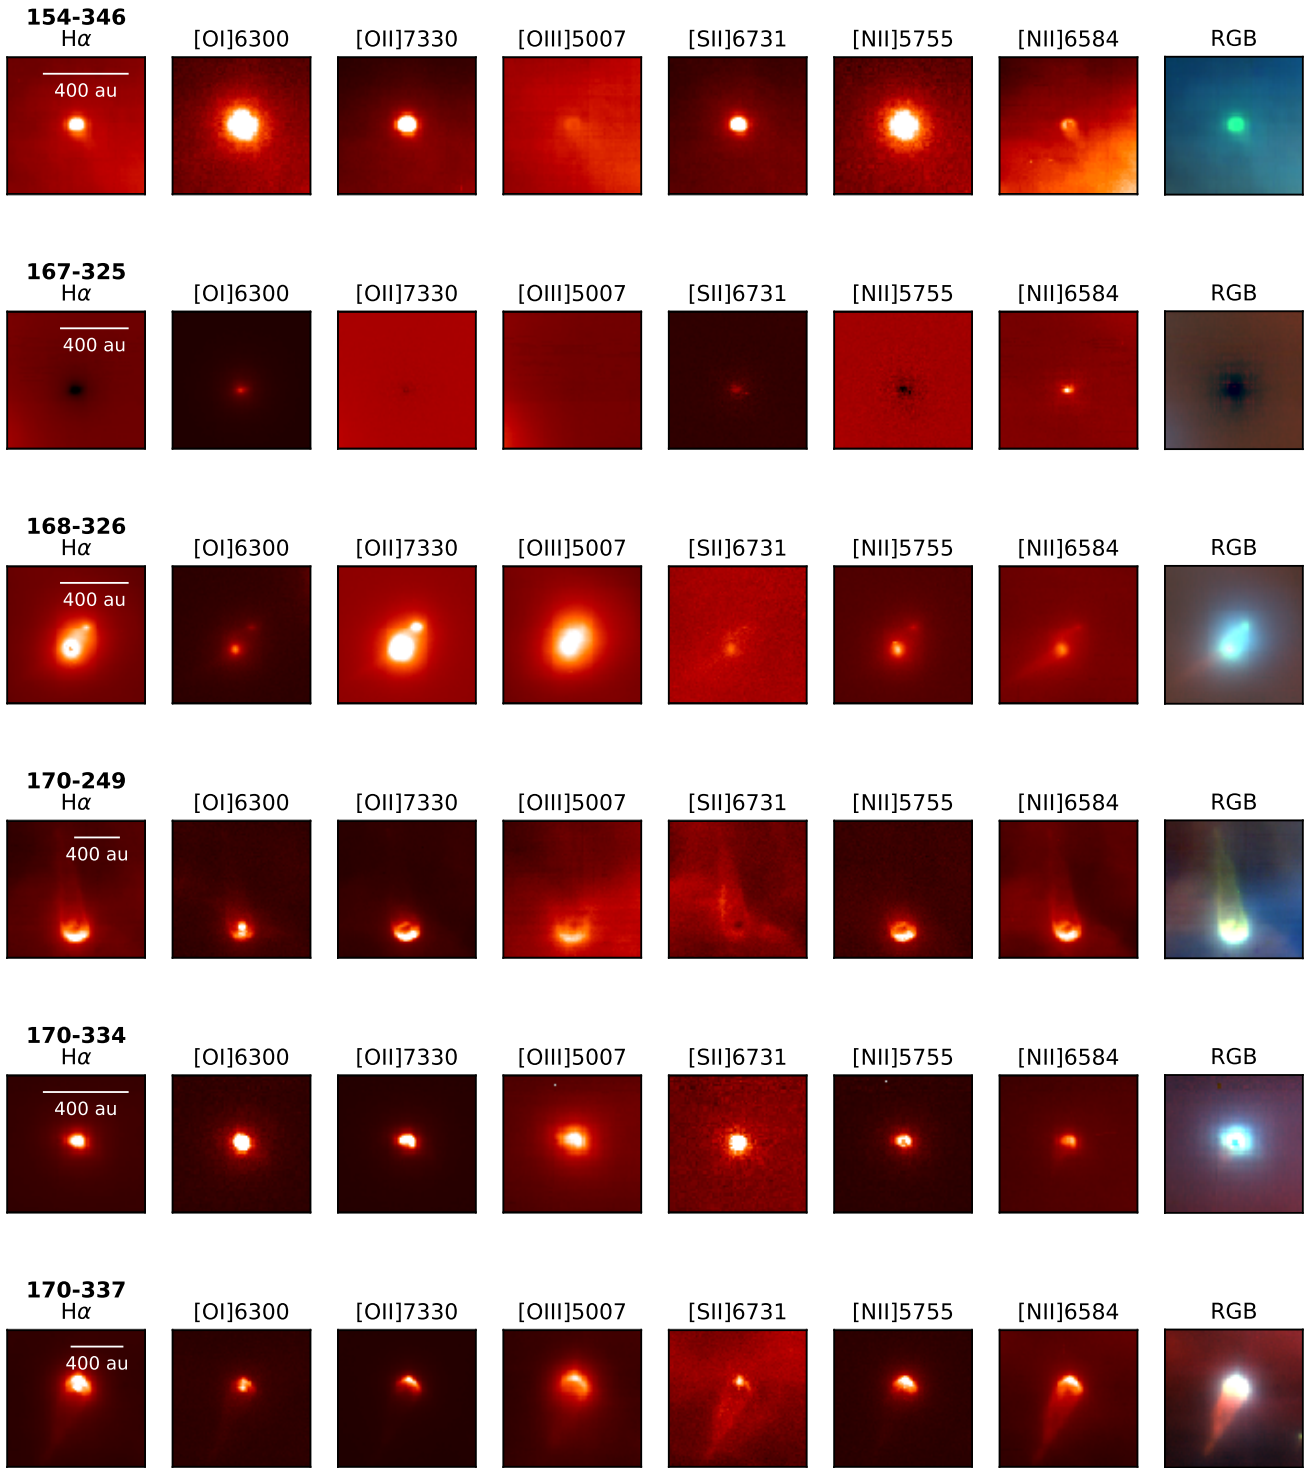 154-346
Hα [OI]6300 [OII]7330 [OIII]5007 [SII]6731 [NII]5755 [NII]6584 RGB
400 au
167-325
Hα [OI]6300 [OII]7330 [OIII]5007 [SII]6731 [NII]5755 [NII]6584 RGB
400 au
168-326
Hα [OI]6300 [OII]7330 [OIII]5007 [SII]6731 [NII]5755 [NII]6584 RGB
400 au
170-249
Hα [OI]6300 [OII]7330 [OIII]5007 [SII]6731 [NII]5755 [NII]6584 RGB
400 au
170-334
Hα [OI]6300 [OII]7330 [OIII]5007 [SII]6731 [NII]5755 [NII]6584 RGB
400 au
170-337
Hα [OI]6300 [OII]7330 [OIII]5007 [SII]6731 [NII]5755 [NII]6584 RGB
400 au